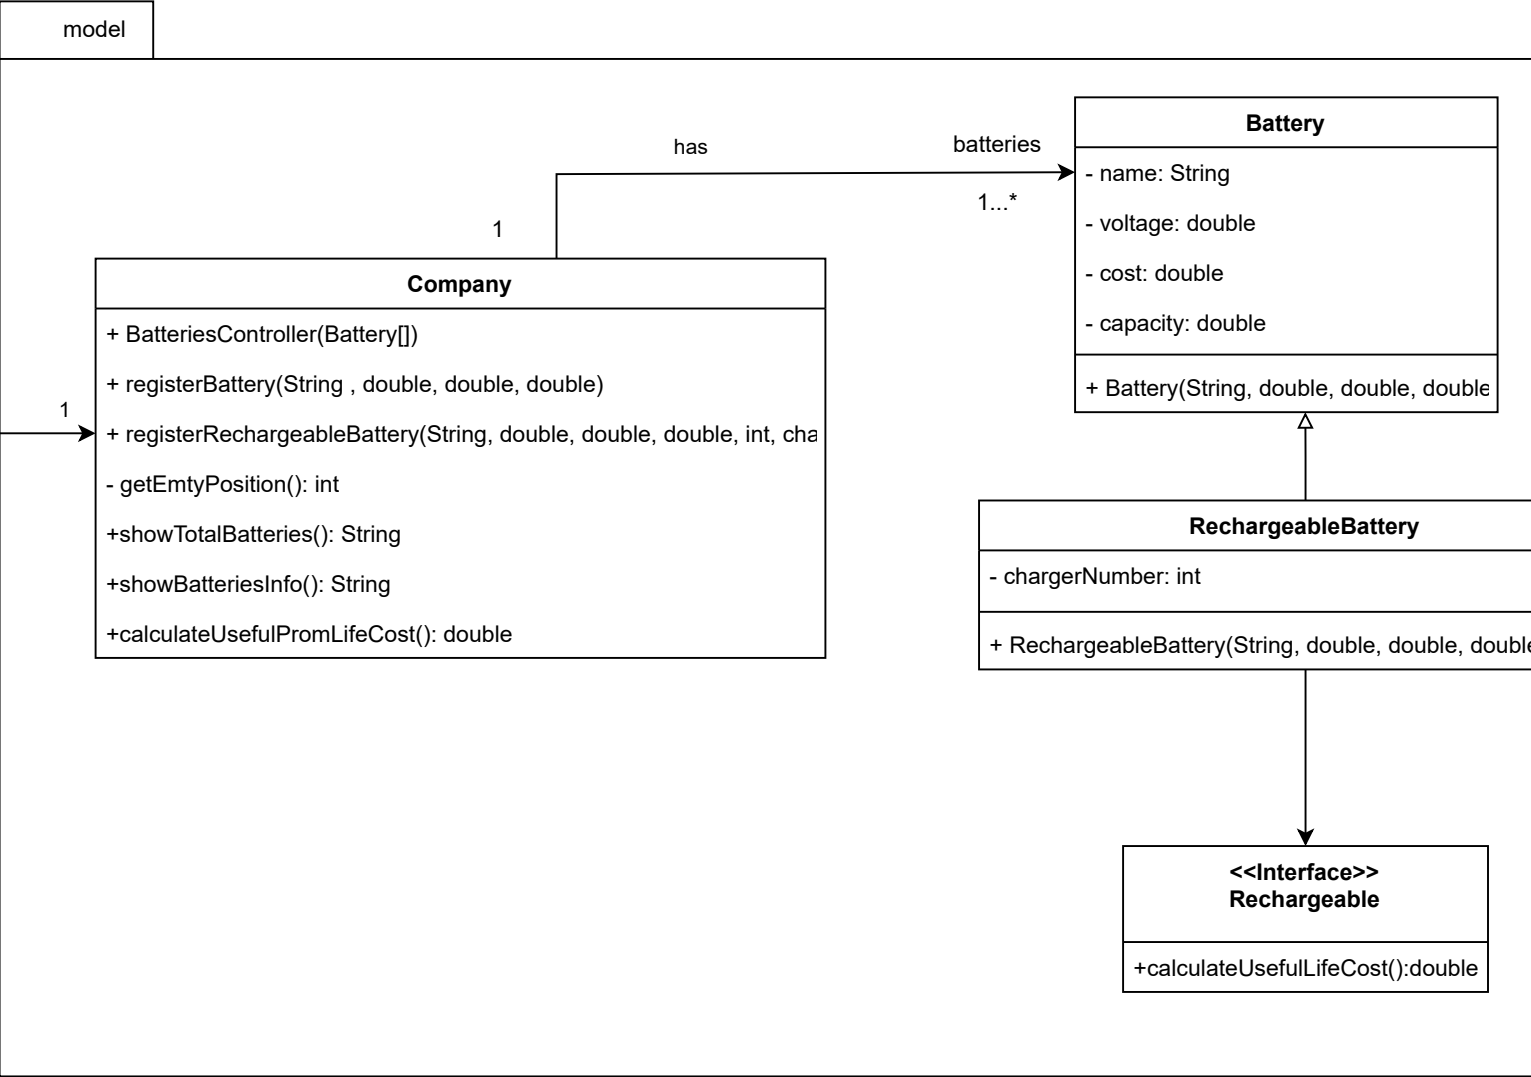 model
has
batteries
1...*
1
Battery
- name: String
- voltage: double
- cost: double
- capacity: double
+ Battery(String, double, double, double
Company
+ BatteriesController(Battery[])
+ registerBattery(String , double, double, double)
+ registerRechargeableBattery(String, double, double, double, int, cha
- getEmtyPosition(): int
+showTotalBatteries(): String
+showBatteriesInfo(): String
+calculateUsefulPromLifeCost(): double
1
RechargeableBattery
- chargerNumber: int
+ RechargeableBattery(String, double, double, double
<<Interface>>
Rechargeable
+calculateUsefulLifeCost():double